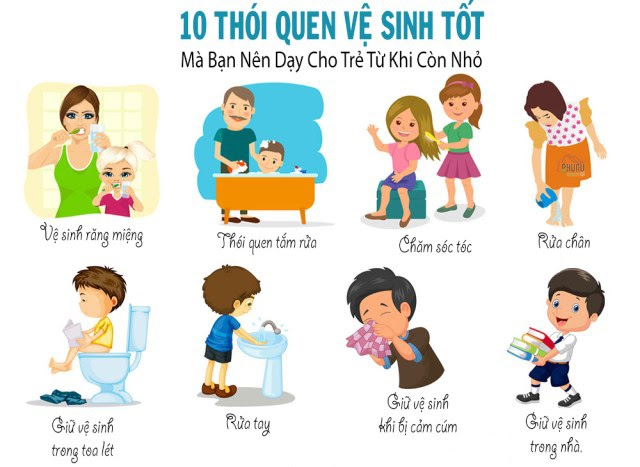 10 THÓI QUEN VỆ SINH TỐT
Mà Bạn Nên Dạy Cho Trẻ Từ Khi Còn Nhỏ
Vệ sinh răng miệng
Thói quen tắm rửa
Chăm sóc tóc
Rửa chân
Giữ vệ sinh
trong toa lét
Rửa tay
Giữ vệ sinh
khi bị cảm cúm
Giữ vệ sinh
trong nhà.